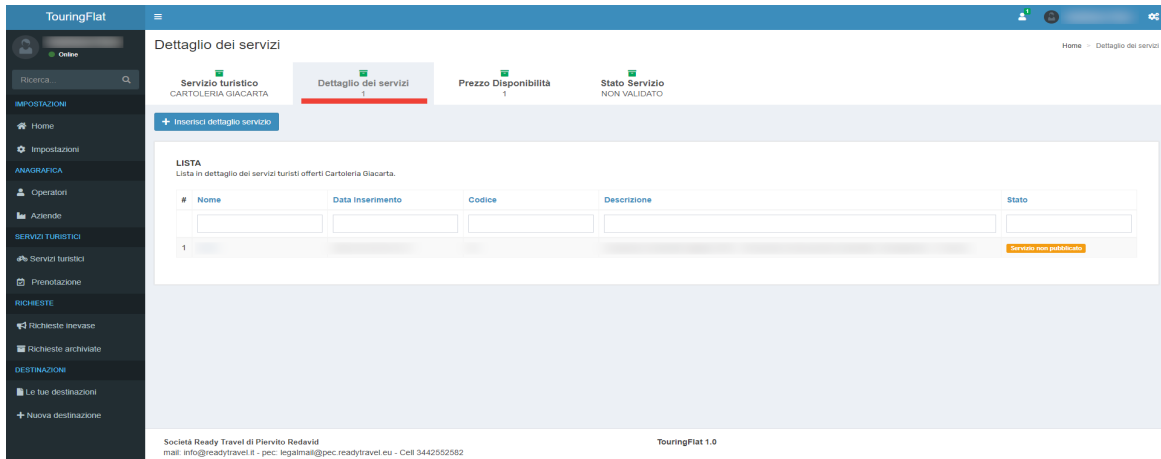 TouringFlat
1
Online
Dettaglio dei servizi
Home > Dettaglio dei servizi
Ricerca...
Servizio turistico
CARTOLERIA GIACARTA
Dettaglio dei servizi
1
Prezzo Disponibilità
1
Stato Servizio
NON VALIDATO
IMPOSTAZIONI
Home
Impostazioni
ANAGRAFICA
Operatori
Aziende
SERVIZI TURISTICI
Servizi turistici
Prenotazione
RICHIESTE
Richieste inevase
Richieste archiviate
DESTINAZIONI
Le tue destinazioni
+ Nuova destinazione
+ Inserisci dettaglio servizio
LISTA
Lista in dettaglio dei servizi turisti offerti Cartoleria Giacarta.
# Nome Data Inserimento Codice Descrizione Stato
1 Servizio non pubblicato
Società Ready Travel di Piervito Redavid
mail: info@readytravel.it - pec: legalmail@pec.readytravel.eu - Cell 3442552582
TouringFlat 1.0